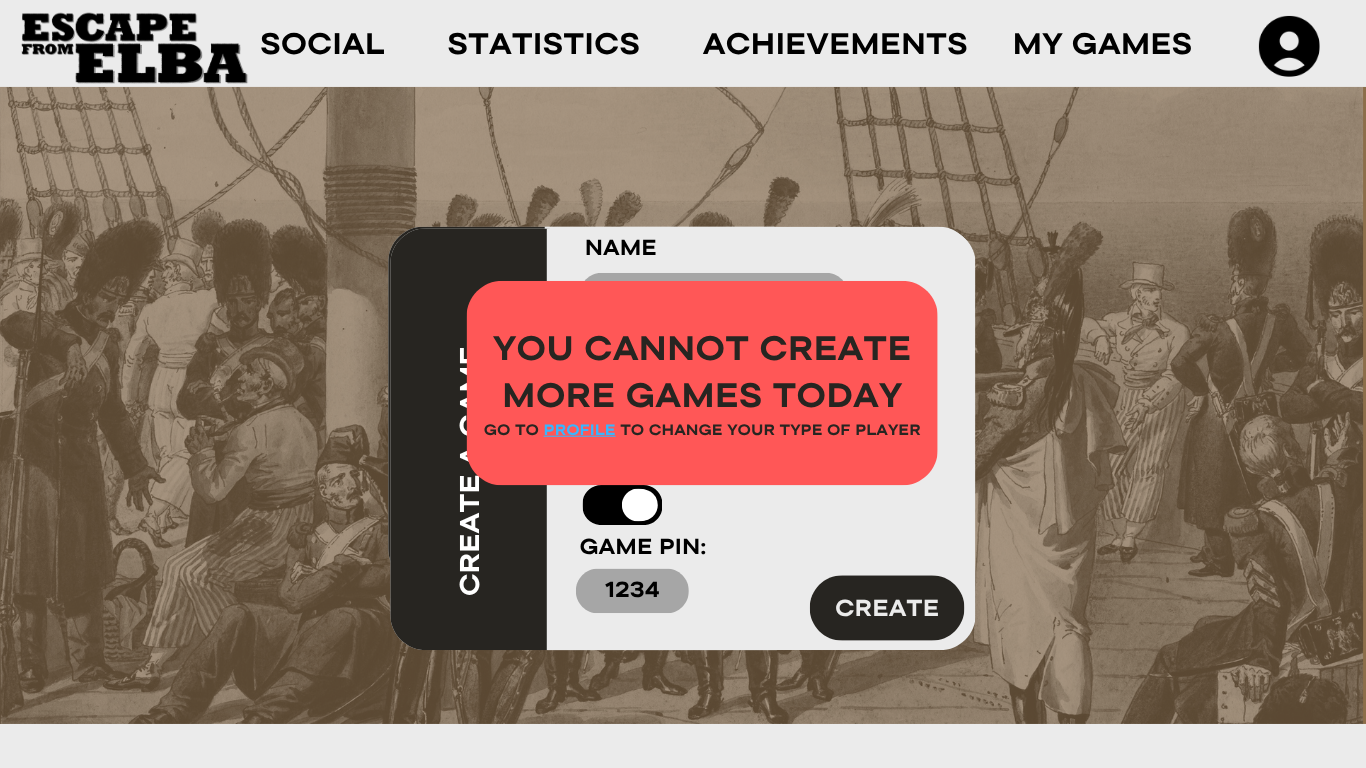 ESCAPE
FROM ELBA
SOCIAL
STATISTICS
ACHIEVEMENTS
MY GAMES
CREATE A GAME
NAME
YOU CANNOT CREATE
MORE GAMES TODAY
GO TO PROFILE TO CHANGE YOUR TYPE OF PLAYER
GAME PIN:
1234
CREATE